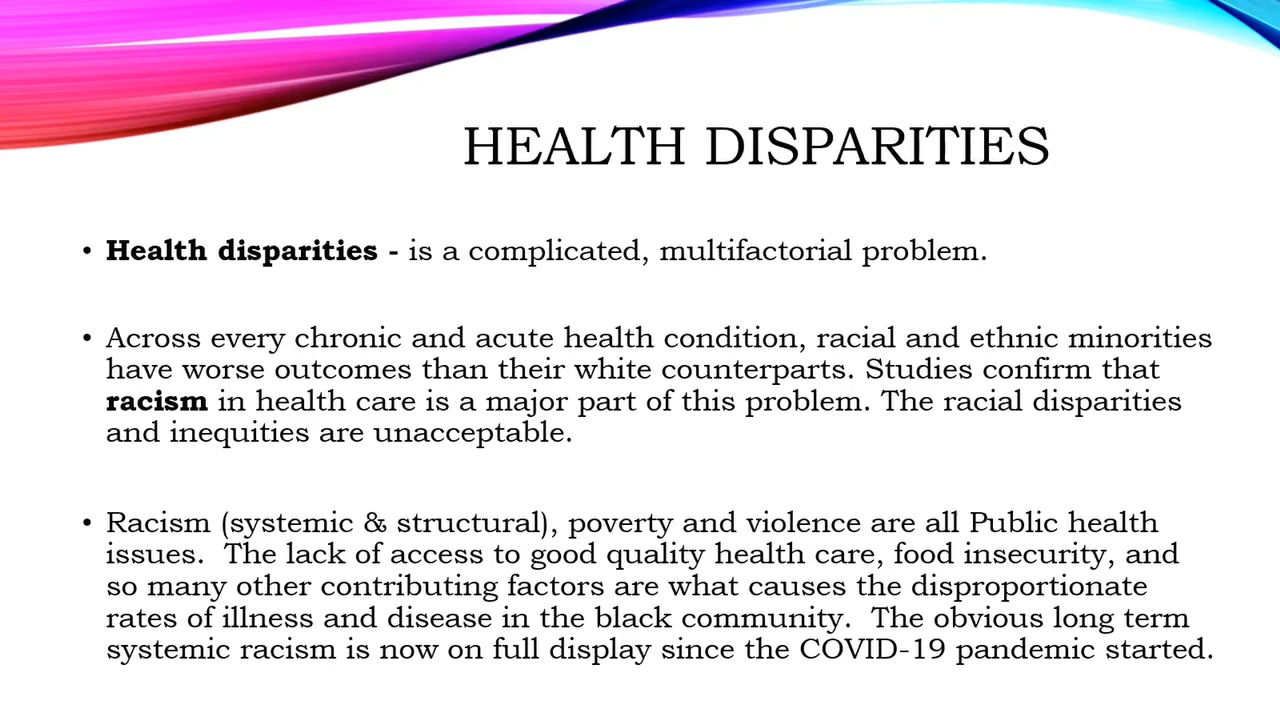 HEALTH DISPARITIES
• Health disparities - is a complicated, multifactorial problem.
• Across every chronic and acute health condition, racial and ethnic minorities
have worse outcomes than their white counterparts. Studies confirm that
racism in health care is a major part of this problem. The racial disparities
and inequities are unacceptable.
• Racism (systemic & structural), poverty and violence are all Public health
issues.  The lack of access to good quality health care, food insecurity, and
so many other contributing factors are what causes the disproportionate
rates of illness and disease in the black community.  The obvious long term
systemic racism is now on full display since the COVID-19 pandemic started.